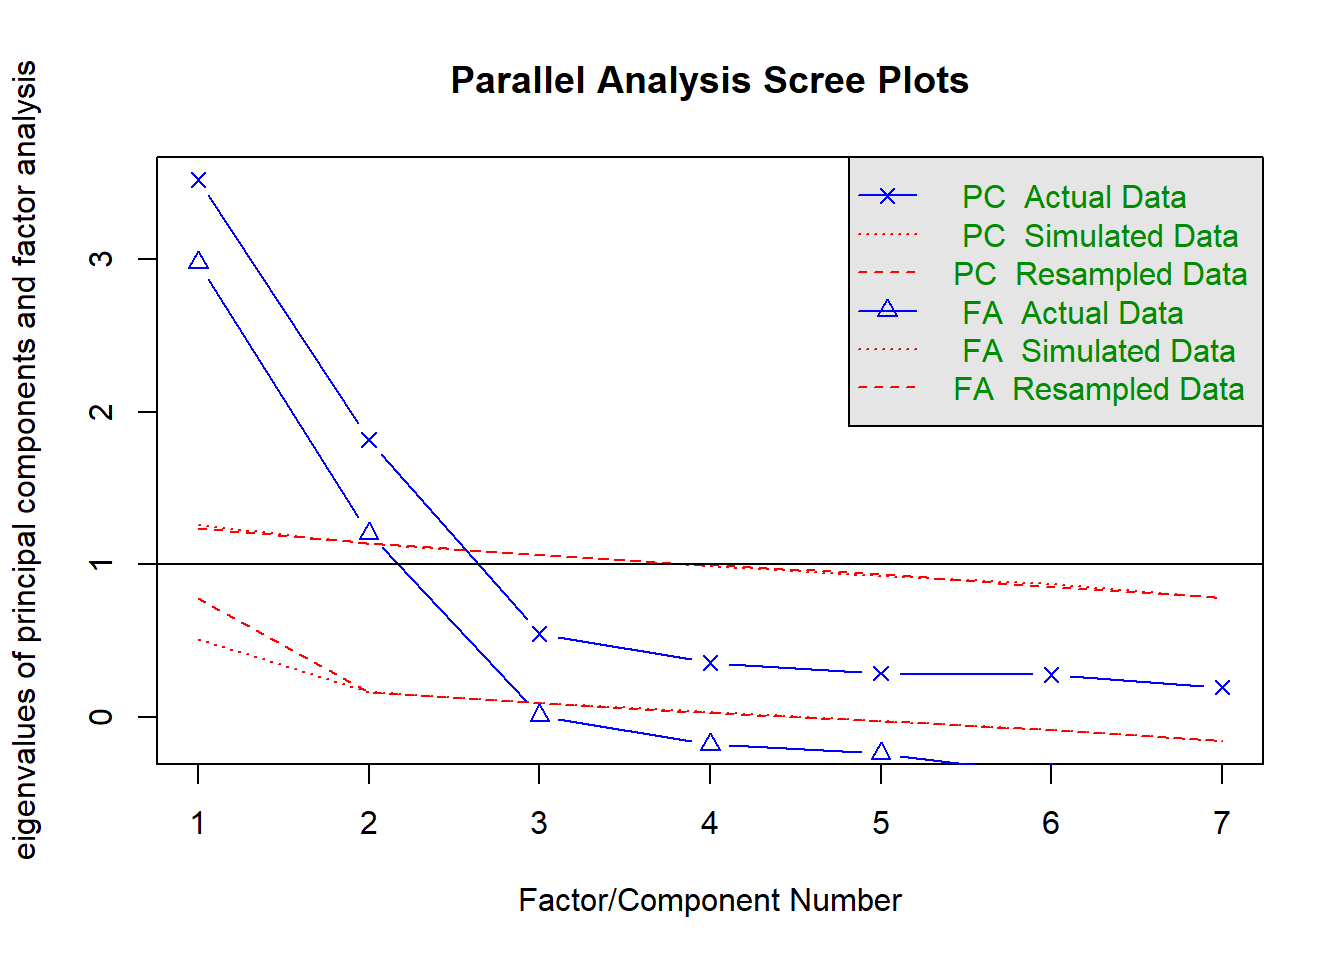 Parallel Analysis Scree Plots
eigenvalues of principal components and factor analysis
3
2
1
0
PC Actual Data
PC Simulated Data
PC Resampled Data
FA Actual Data
FA Simulated Data
FA Resampled Data
1 2 3 4 5 6 7
Factor/Component Number